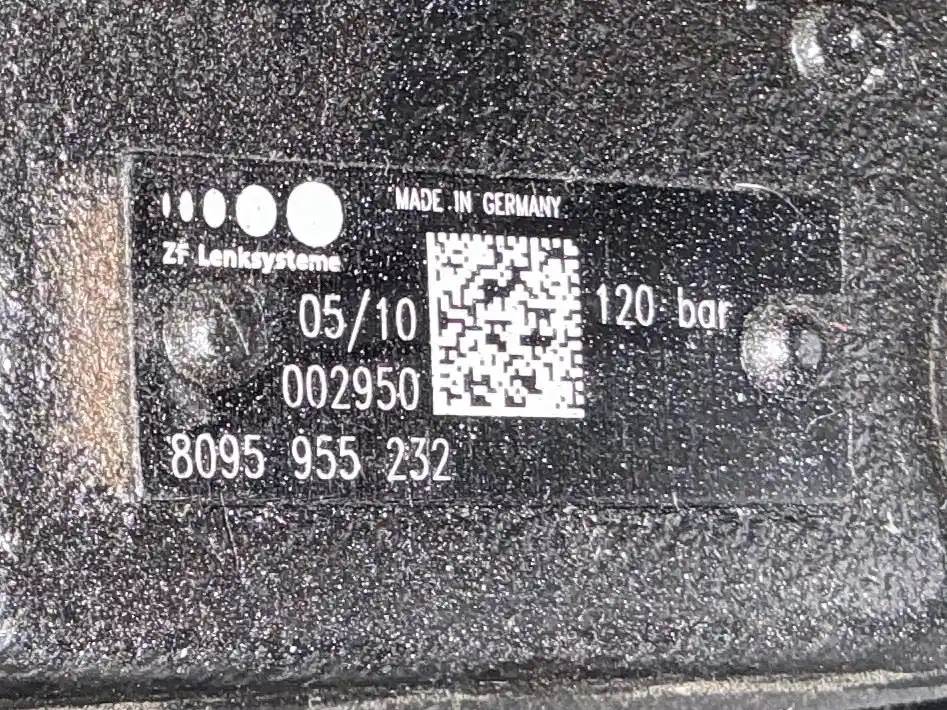 MADE IN GERMANY
ZF Lenksysteme
05/10
120 bar
002950
8095 955 232